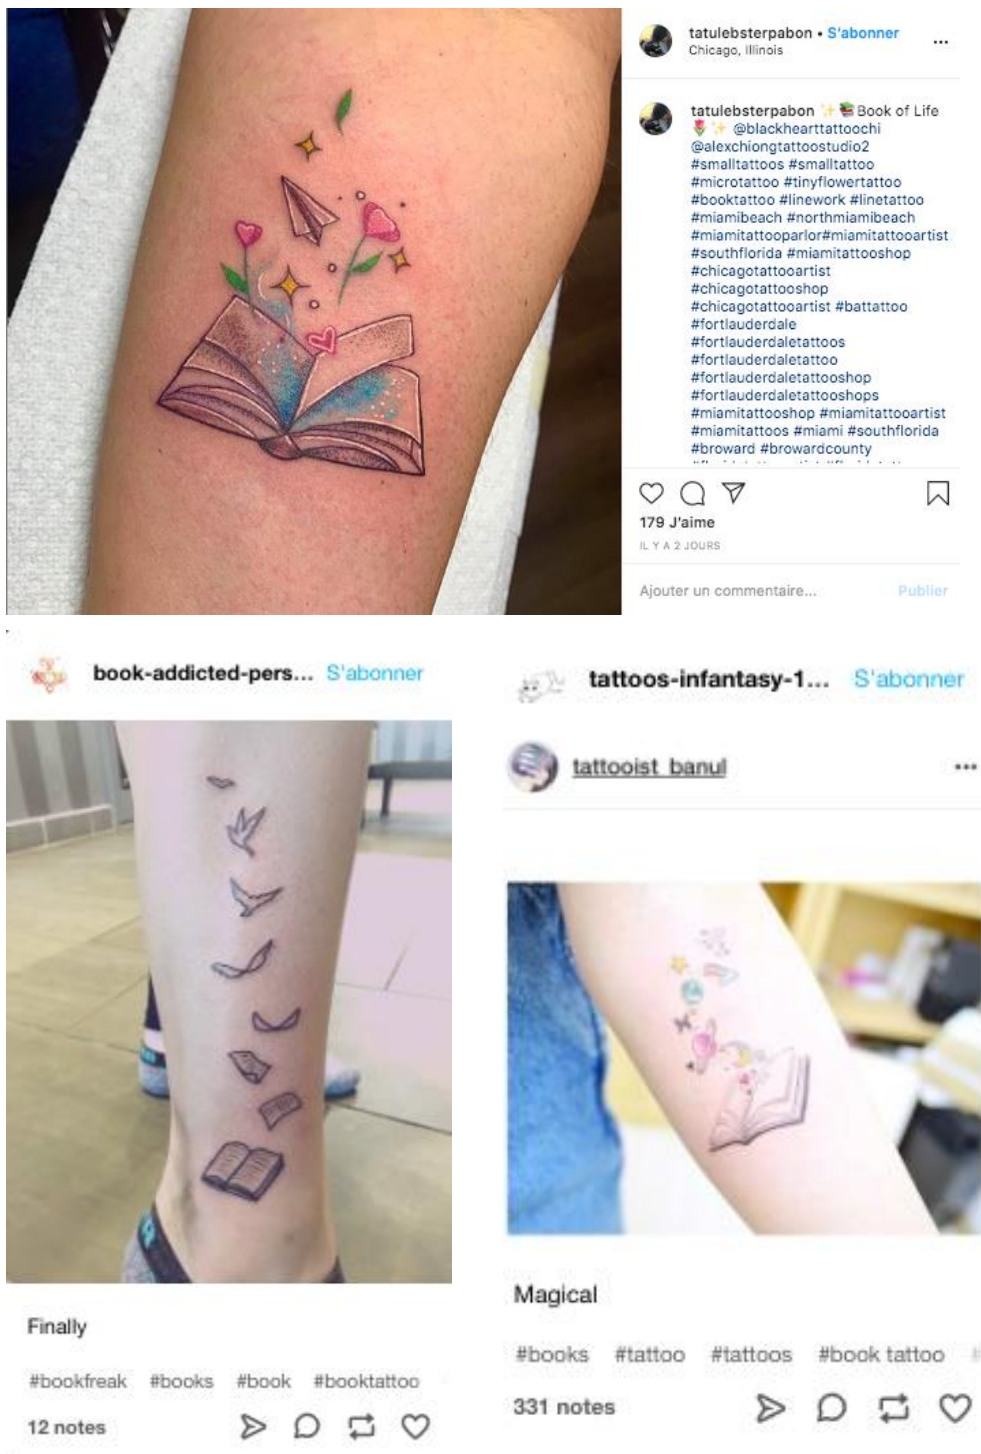 tatulebsterpabon • S'abonner
Chicago, Illinois
tatulebsterpabon ✨📚Book of Life
🌷✨ @blackhearttattoochi
@alexchiongtattoostudio2
#smalltattoos #smalltattoo
#microtattoo #tinyflowertattoo
#booktattoo #linework #linetattoo
#miamibeach #northmiamibeach
#miamitattooparlor#miamitattooartist
#southflorida #miamitattooshop
#chicagotattooartist
#chicagotattooshop
#chicagotattooartist #battattoo
#fortlauderdale
#fortlauderdaletattoos
#fortlauderdaletattoo
#fortlauderdaletattooshop
#fortlauderdaletattooshops
#miamitattooshop #miamitattooartist
#miamitattoos #miami #southflorida
#broward #browardcounty
179 J'aime
IL Y A 2 JOURS
Ajouter un commentaire... Publier
book-addicted-pers... S'abonner
Finally
#bookfreak #books #book #booktattoo
12 notes
tattoos-infantasy-1... S'abonner
tattooist_banul
Magical
#books #tattoo #tattoos #book tattoo
331 notes